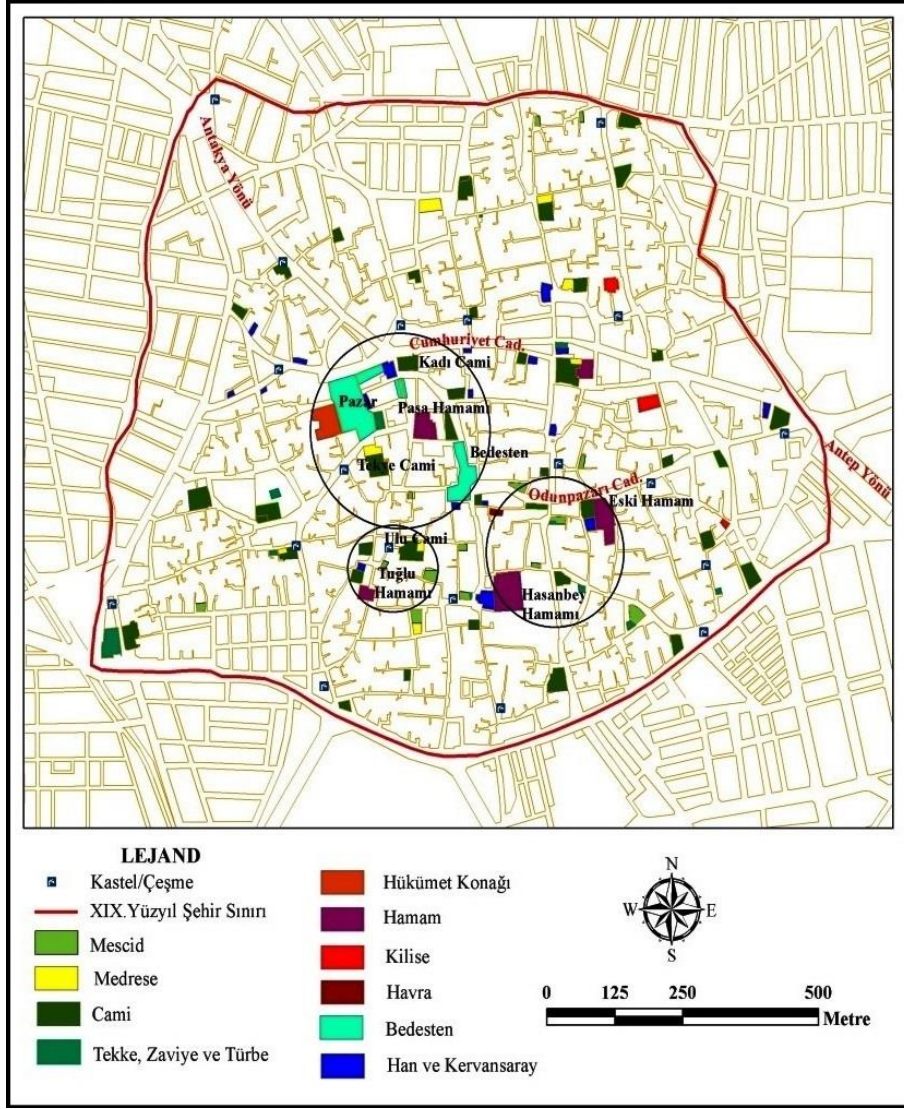 Antakya Yönü
Cumhuriyet Cad.
Kadı Cami
Pazar
Paşa Hamamı
Bedesten
Tekye Cami
Antep Yönü
Odunpazarı Cad.
Eski Hamam
Ulu Cami
Tuğlu
Hamamı
Hasanbey
Hamamı
LEJAND
Kastel/Çeşme
XIX.Yüzyıl Şehir Sınırı
Mescid
Medrese
Cami
Tekke, Zaviye ve Türbe
Hükümet Konağı
Hamam
Kilise
Havra
Bedesten
Han ve Kervansaray
N
W E
S
0 125 250 500
Metre